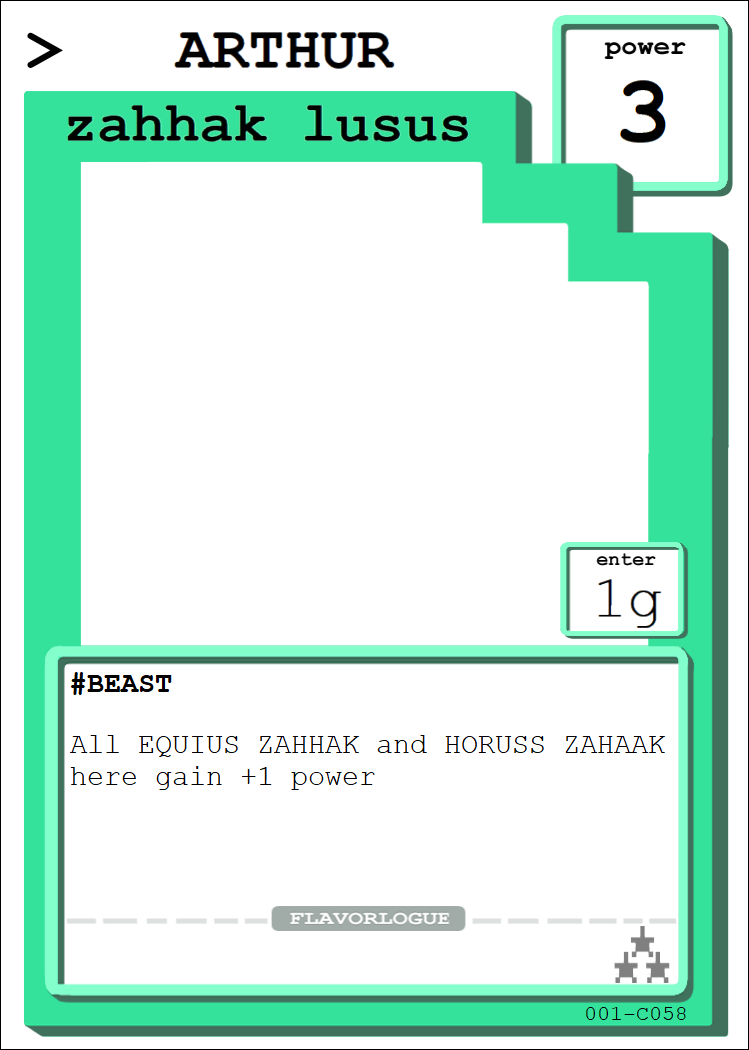 > ARTHUR
power
3
zahhak lusus
enter
1g
#BEAST
All EQUIUS ZAHHAK and HORUSS ZAHAAK
here gain +1 power
FLAVORLOGUE
001-C058